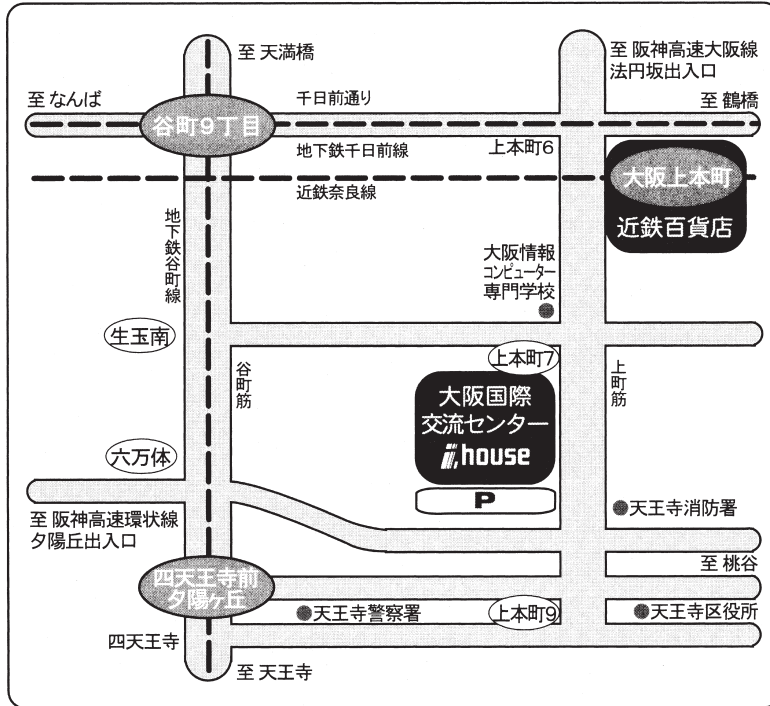 至 天満橋
至 阪神高速大阪線
法円坂出入口
至 なんば
千日前通り
至 鶴橋
谷町9丁目
地下鉄千日前線
上本町6
大阪上本町
近鉄奈良線
近鉄百貨店
地下鉄谷町線
大阪情報
コンピューター
専門学校
生玉南
上本町7
谷町筋
上町筋
大阪国際
交流センター
i,house
六万体
P
天王寺消防署
至 阪神高速環状線
夕陽丘出入口
至 桃谷
四天王寺前
夕陽ヶ丘
天王寺警察署
上本町9
天王寺区役所
四天王寺
至 天王寺